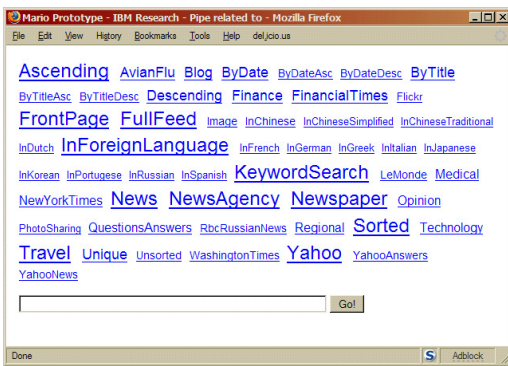 Mario Prototype - IBM Research - Pipe related to - Mozilla Firefox
File Edit View History Bookmarks Tools Help del.icio.us
Ascending AvianFlu Blog ByDate ByDateAsc ByDateDesc ByTitle
ByTitleAsc ByTitleDesc Descending Finance FinancialTimes Flickr
FrontPage FullFeed Image InChinese InChineseSimplified InChineseTraditional
InDutch InForeignLanguage InFrench InGerman InGreek InItalian InJapanese
InKorean InPortugese InRussian InSpanish KeywordSearch LeMonde Medical
NewYorkTimes News NewsAgency Newspaper Opinion
PhotoSharing QuestionsAnswers RbcRussianNews Regional Sorted Technology
Travel Unique Unsorted WashingtonTimes Yahoo YahooAnswers
YahooNews
Go!
Done S Adblock